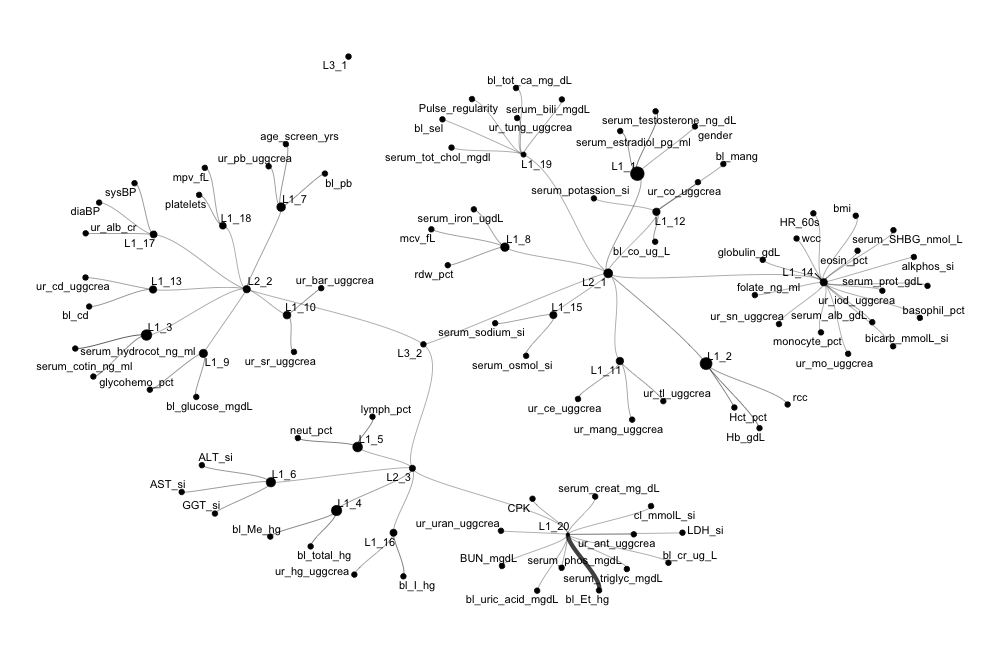 L3_1
bl_tot_ca_mg_dL
Pulse_regularity
serum_bili_mgdL
bl_sel
ur_tung_uggcrea
serum_tot_chol_mgdl
L1_19
serum_testosterone_ng_dL
gender
serum_estradiol_pg_ml
L1_1
bl_mang
serum_potassion_si
ur_co_uggcrea
L1_12
bl_co_ug_L
age_screen_yrs
ur_pb_uggcrea
mpv_fL
bl_pb
sysBP
platelets
L1_7
diaBP
L1_18
ur_alb_cr
L1_17
serum_iron_ugdL
mcv_fL
L1_8
rdw_pct
L2_1
HR_60s
bmi
wcc
serum_SHBG_nmol_L
globulin_gdL
eosin_pct
alkphos_si
L1_14
folate_ng_ml
serum_prot_gdL
ur_iod_uggcrea
ur_sn_uggcrea
serum_alb_gdL
basophil_pct
monocyte_pct
bicarb_mmolL_si
ur_mo_uggcrea
ur_cd_uggcrea
L1_13
L2_2
ur_bar_uggcrea
bl_cd
L1_10
L1_3
serum_hydrocot_ng_ml
serum_cotin_ng_ml
L1_9
ur_sr_uggcrea
glycohemo_pct
bl_glucose_mgdL
L3_2
L1_15
serum_sodium_si
serum_osmol_si
L1_11
ur_tl_uggcrea
ur_ce_uggcrea
ur_mang_uggcrea
L1_2
rcc
Hct_pct
Hb_gdL
lymph_pct
neut_pct
L1_5
ALT_si
L1_6
L2_3
AST_si
GGT_si
L1_4
bl_Me_hg
bl_total_hg
L1_16
ur_hg_uggcrea
bl_I_hg
serum_creat_mg_dL
CPK
cl_mmolL_si
ur_uran_uggcrea
L1_20
LDH_si
ur_ant_uggcrea
BUN_mgdL
serum_phos_mgdL
bl_cr_ug_L
serum_triglyc_mgdL
bl_uric_acid_mgdL
bl_Et_hg